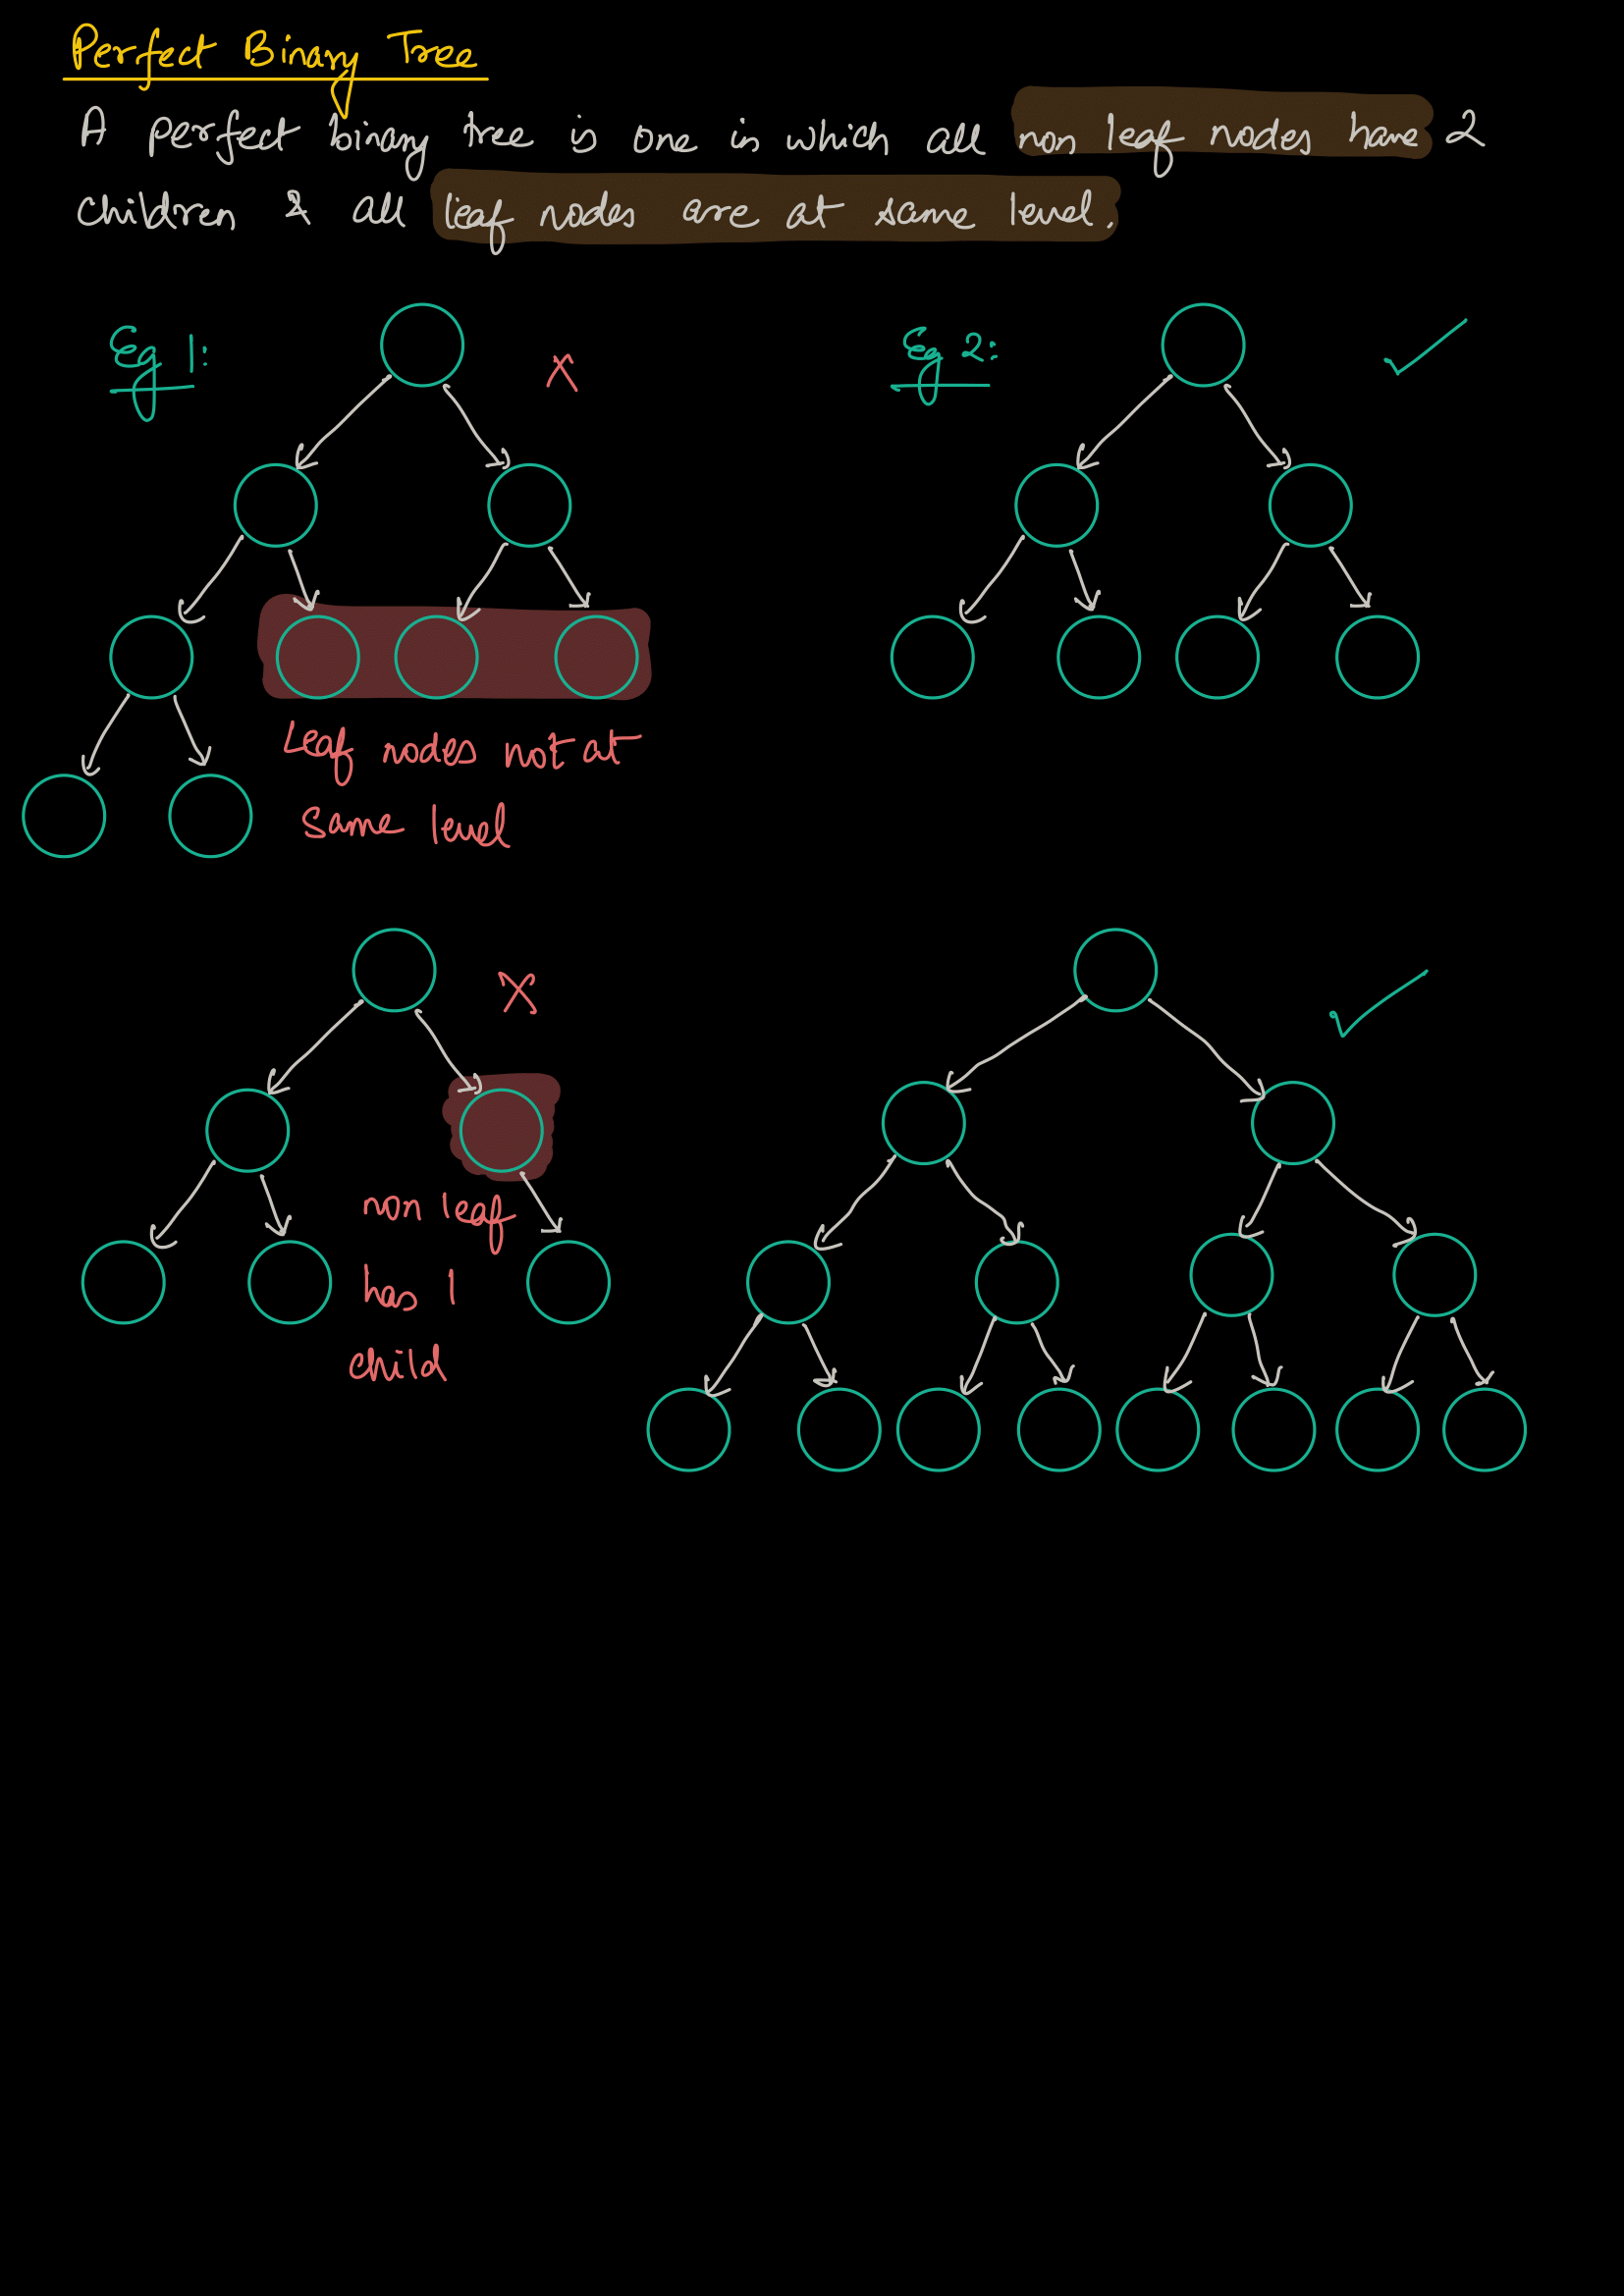 Perfect Binary Tree
A perfect binary tree is one in which all non leaf nodes have 2
children & all leaf nodes are at same level.
Eg 1:
Eg 2:
Leaf nodes not at
same level
non leaf
has 1
child